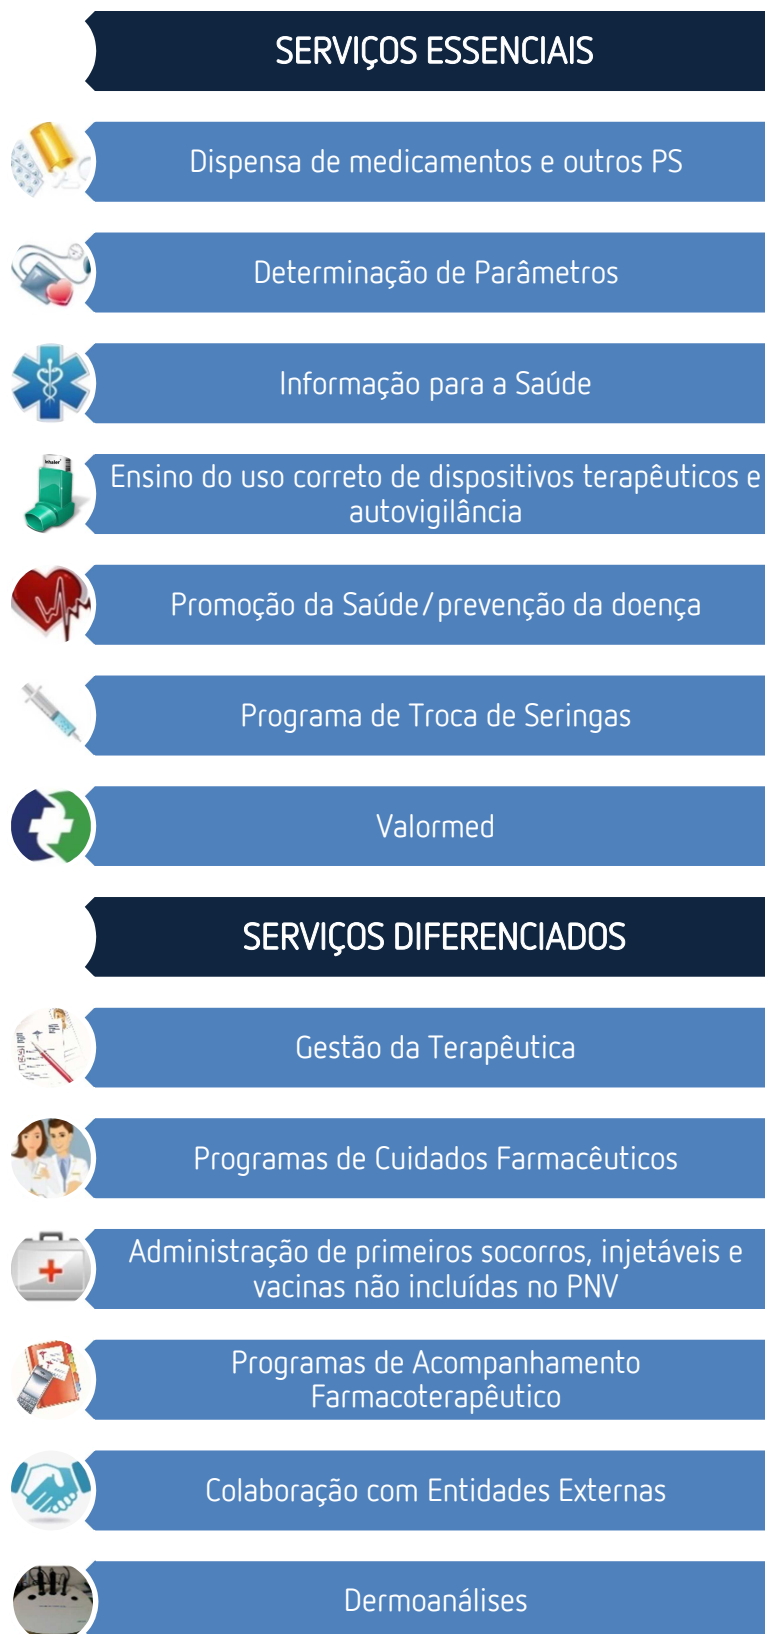 SERVIÇOS ESSENCIAIS
Dispensa de medicamentos e outros PS
Determinação de Parâmetros
Informação para a Saúde
Inhaler
Ensino do uso correto de dispositivos terapêuticos e
autovigilância
Promoção da Saúde/prevenção da doença
Programa de Troca de Seringas
Valormed
SERVIÇOS DIFERENCIADOS
Gestão da Terapêutica
Programas de Cuidados Farmacêuticos
Administração de primeiros socorros, injetáveis e
vacinas não incluídas no PNV
Programas de Acompanhamento
Farmacoterapêutico
Colaboração com Entidades Externas
Dermoanálises